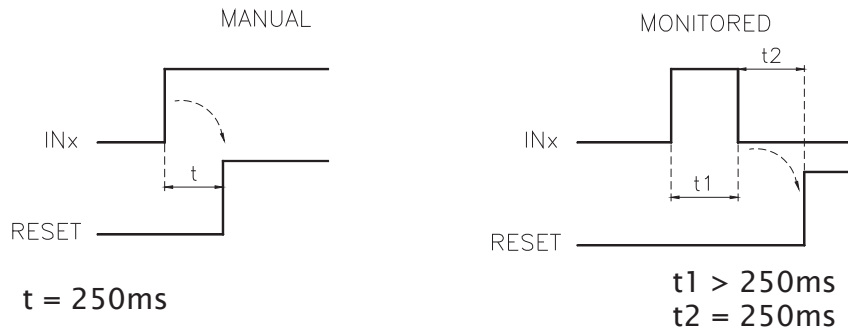 MANUAL
INx
t
RESET
t = 250ms
MONITORED
t2
INx
t1
RESET
t1 > 250ms
t2 = 250ms